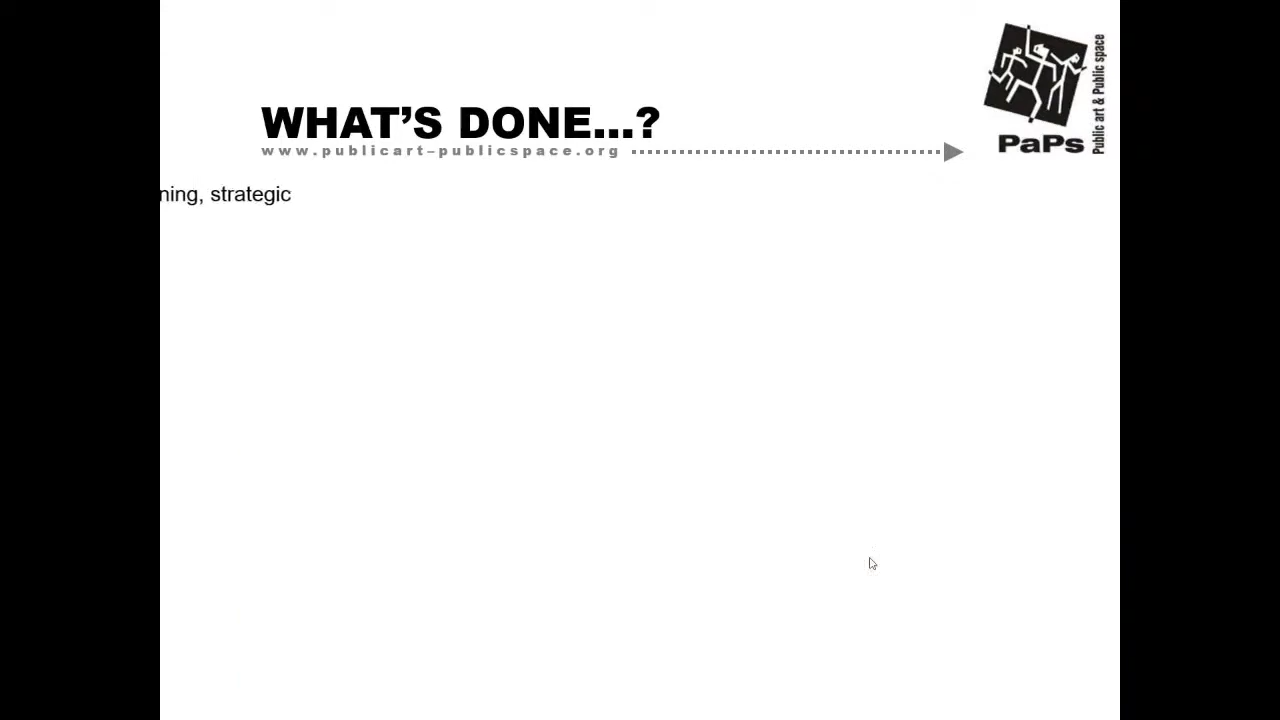 WHAT'S DONE...?
www.publicart–publicspace.org
ning, strategic
PaPs
Public art & Public space